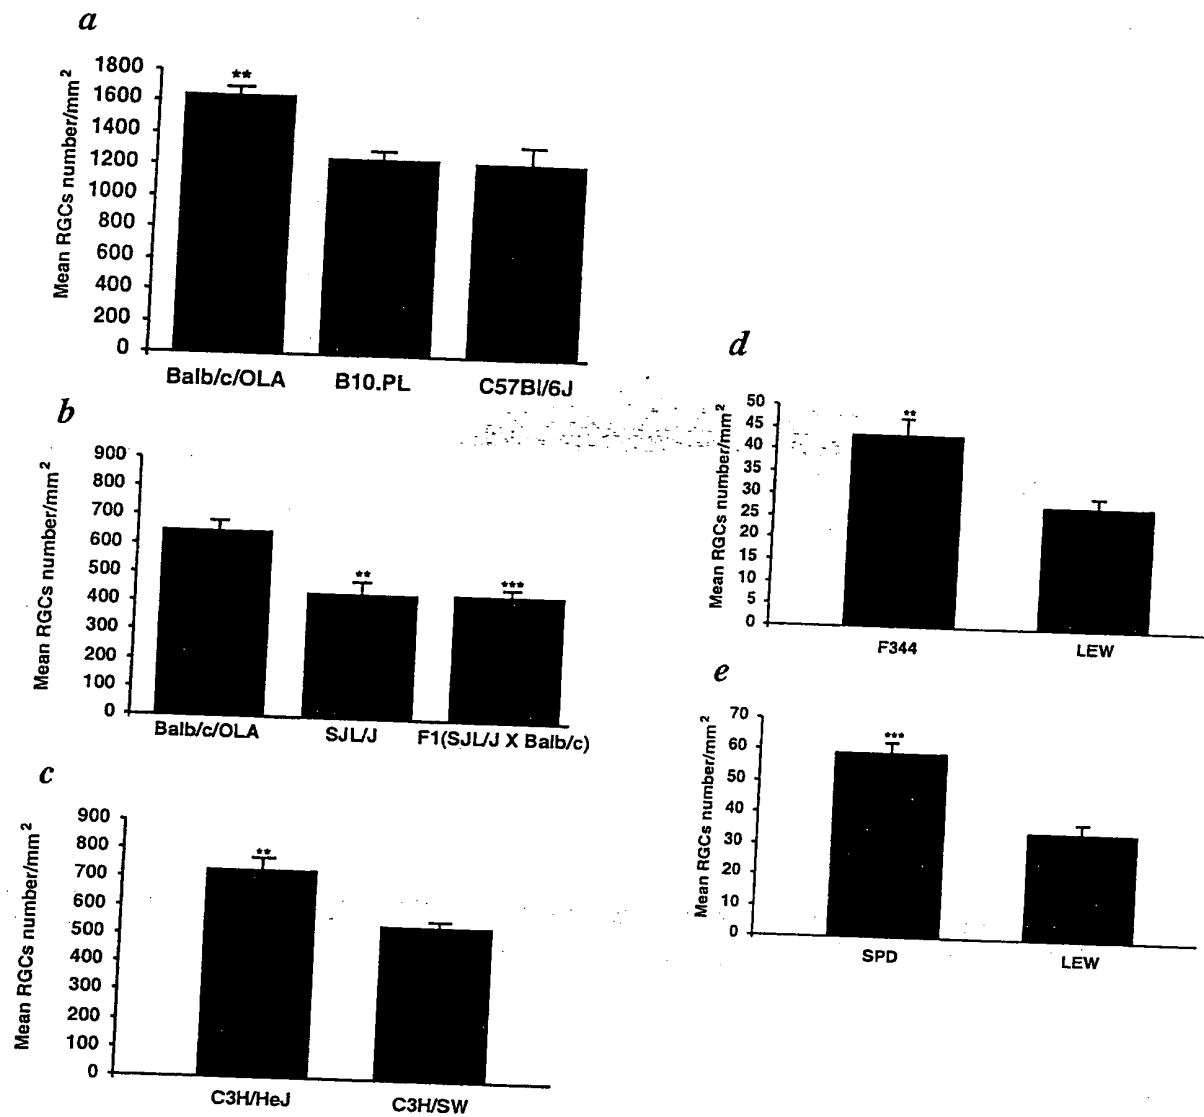 a
Mean RGCs number/mm²
1800
1600
1400
1200
1000
800
600
400
200
0
**
Balb/c/OLA
B10.PL
C57Bl/6J
b
Mean RGCs number/mm²
900
800
700
600
500
400
300
200
100
0
**
***
Balb/c/OLA
SJL/J
F1(SJL/J X Balb/c)
c
Mean RGCs number/mm²
900
800
700
600
500
400
300
200
100
0
**
C3H/HeJ
C3H/SW
d
Mean RGCs number/mm²
50
45
40
35
30
25
20
15
10
5
0
**
F344
LEW
e
Mean RGCs number/mm²
70
60
50
40
30
20
10
0
***
SPD
LEW